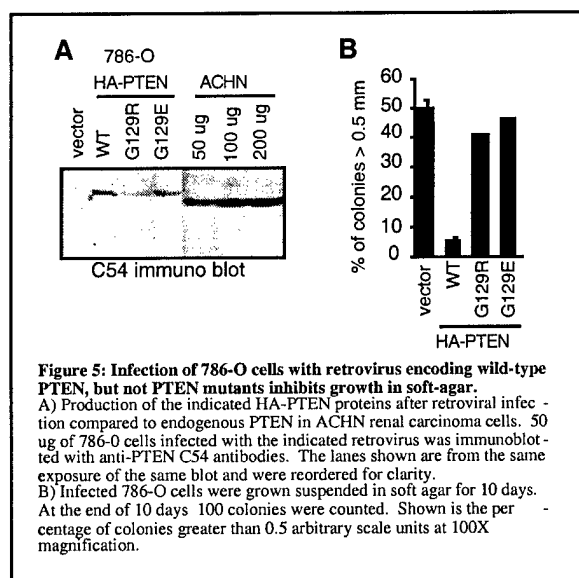 A
B
786-O
HA-PTEN
ACHN
vector
WT
G129R
G129E
50 ug
100 ug
200 ug
C54 immuno blot
% of colonies > 0.5 mm
60
50
40
30
20
10
0
vector
WT
G129R
G129E
HA-PTEN
Figure 5: Infection of 786-O cells with retrovirus encoding wild-type
PTEN, but not PTEN mutants inhibits growth in soft-agar.
A) Production of the indicated HA-PTEN proteins after retroviral infec -
tion compared to endogenous PTEN in ACHN renal carcinoma cells. 50
ug of 786-0 cells infected with the indicated retrovirus was immunoblot -
ted with anti-PTEN C54 antibodies. The lanes shown are from the same
exposure of the same blot and were reordered for clarity.
B) Infected 786-O cells were grown suspended in soft agar for 10 days.
At the end of 10 days 100 colonies were counted. Shown is the per -
centage of colonies greater than 0.5 arbitrary scale units at 100X
magnification.